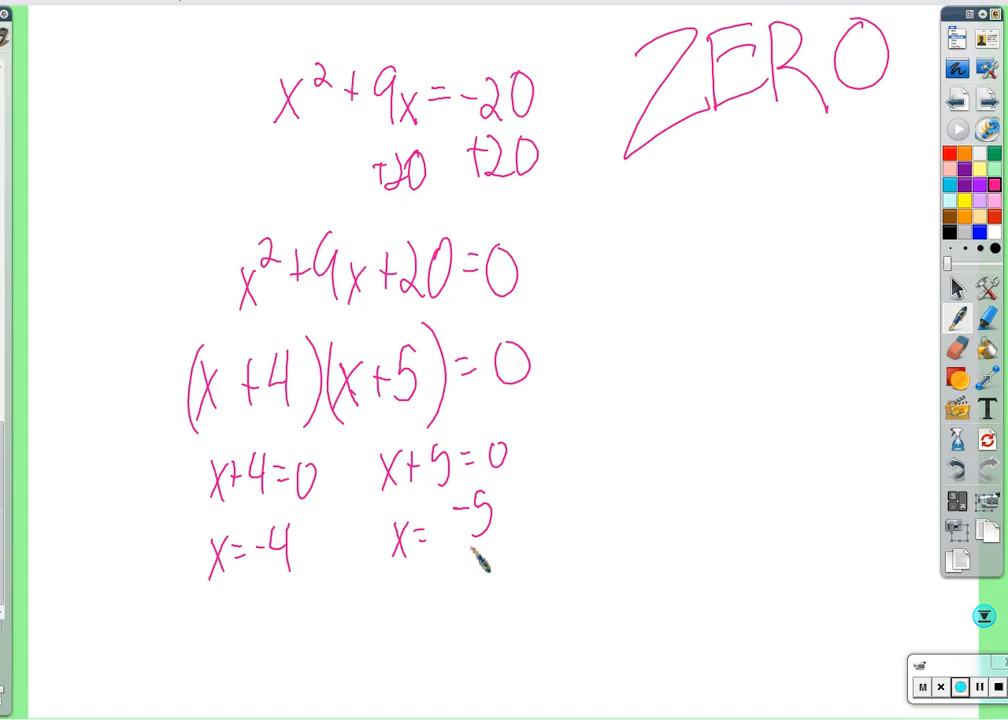 ZERO
x² + 9x = -20
+20 +20
x² + 9x + 20 = 0
(x + 4)(x + 5) = 0
x + 4 = 0 x + 5 = 0
x = -4 x = -5
T
M